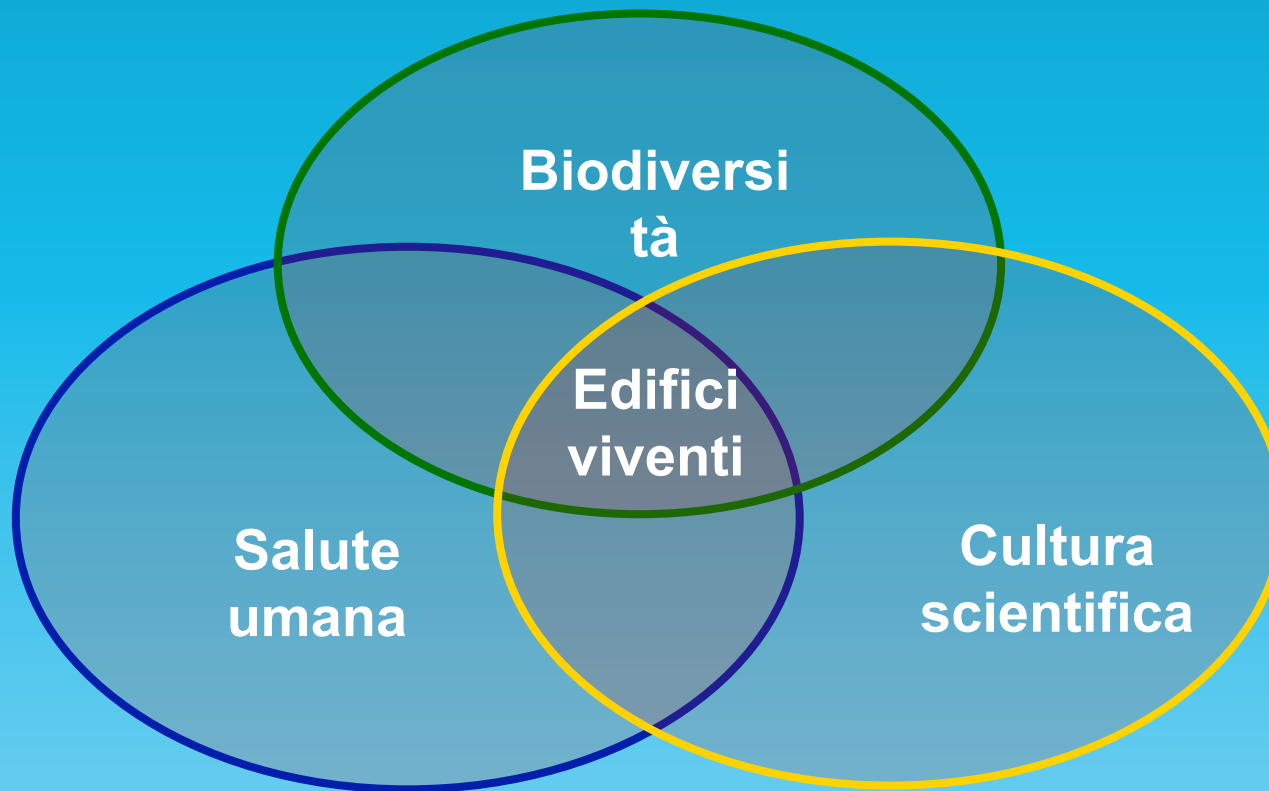 Biodiversi
tà
Edifici
viventi
Salute
umana
Cultura
scientifica